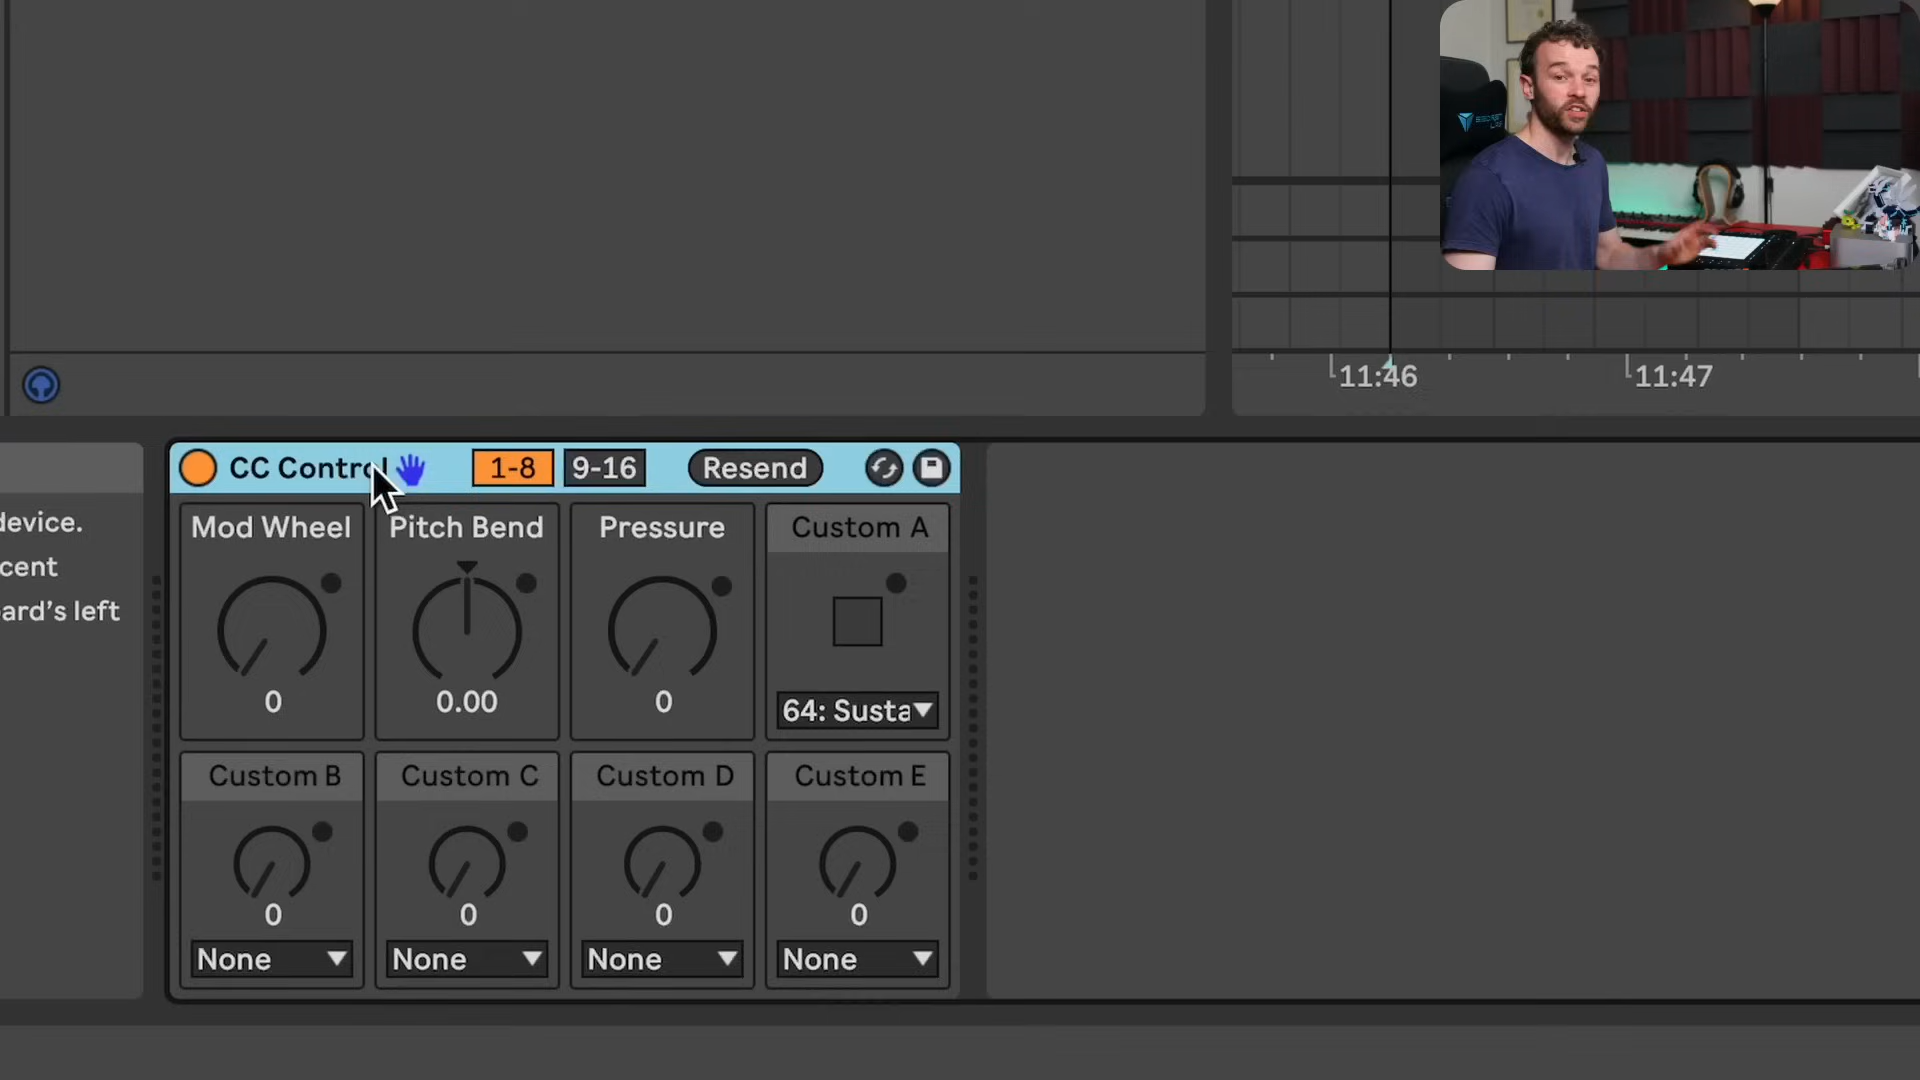 11:46
11:47
CC Control
1-8
9-16
Resend
device.
cent
ard's left
Mod Wheel
Pitch Bend
Pressure
Custom A
0
0.00
0
64: Susta
Custom B
Custom C
Custom D
Custom E
0
0
0
0
None
None
None
None